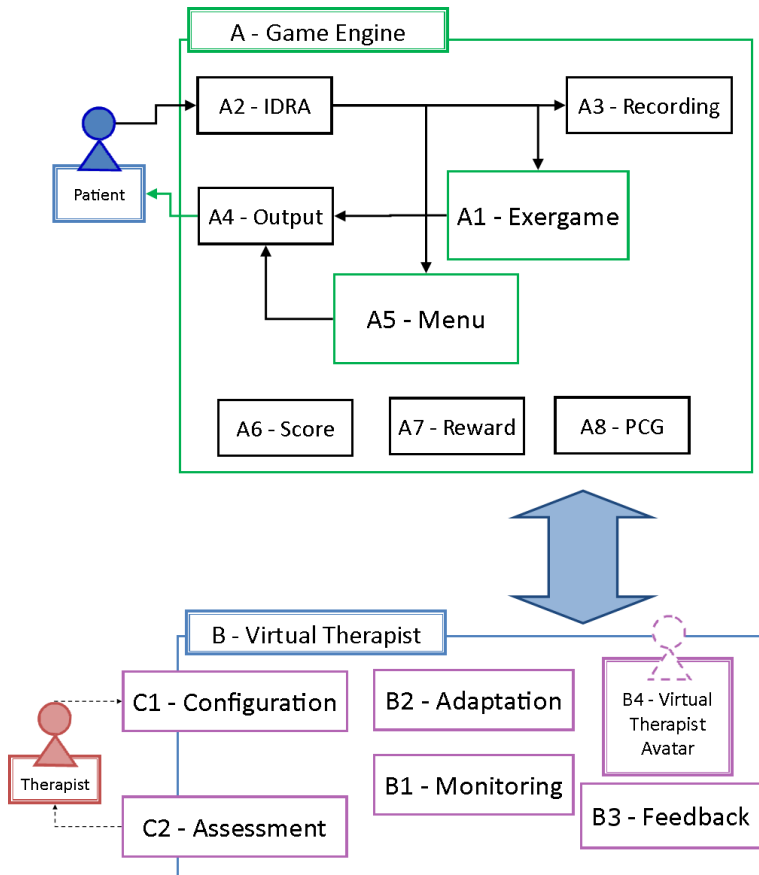 A - Game Engine
A2 - IDRA
A3 - Recording
Patient
A4 - Output
A1 - Exergame
A5 - Menu
A6 - Score
A7 - Reward
A8 - PCG
B - Virtual Therapist
C1 - Configuration
B2 - Adaptation
B4 - Virtual
Therapist
Avatar
Therapist
B1 - Monitoring
B3 - Feedback
C2 - Assessment